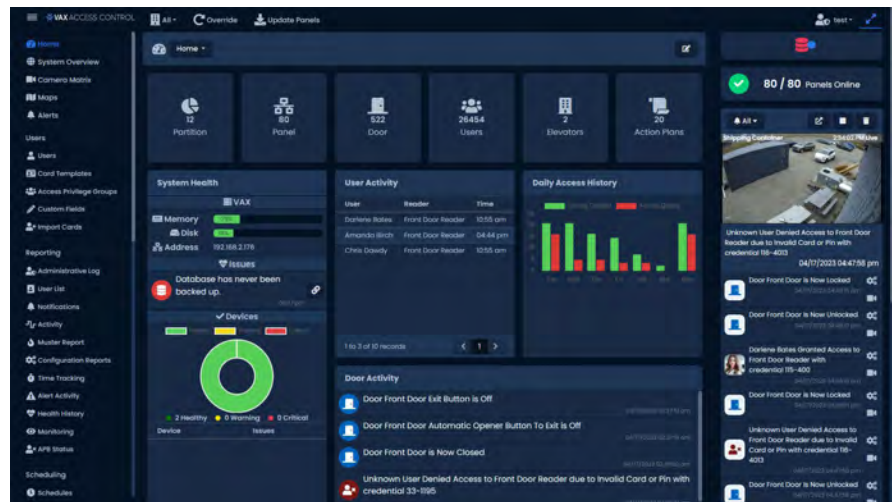 VAX ACCESS CONTROL
All
Override
Update Panels
test
Home
System Overview
Camera Matrix
Maps
Alerts
Users
Users
Card Templates
Access Privilege Groups
Custom Fields
Import Cards
Reporting
Administrative Log
User List
Notifications
Activity
Muster Report
Configuration Reports
Time Tracking
Alert Activity
Health History
Monitoring
APB Status
Scheduling
Schedules
Home
12
Partition
80
Panel
522
Door
26454
Users
2
Elevators
20
Action Plans
System Health
VAX
Memory
Disk
Address 192.168.2.176
Issues
Database has never been
backed up.
Devices
2 Healthy 0 Warning 0 Critical
Device Issues
User Activity
User Reader Time
Darlene Bates Front Door Reader 10:55 am
Amanda Birch Front Door Reader 04:44 pm
Chris Dawdy Front Door Reader 10:55 am
1 to 3 of 10 records
1
Daily Access History
Door Activity
Door Front Door Exit Button is Off
Door Front Door Automatic Opener Button To Exit is Off
Door Front Door is Now Closed
Unknown User Denied Access to Front Door Reader due to Invalid Card or Pin with
credential 33-1195
80 / 80 Panels Online
All
Shipping Container
Live
Unknown User Denied Access to Front Door
Reader due to Invalid Card or Pin with
credential 116-4013
04/17/2023 04:47:58 pm
Door Front Door is Now Locked
Door Front Door is Now Unlocked
Darlene Bates Granted Access to
Front Door Reader with
credential 115-400
Door Front Door is Now Locked
Unknown User Denied Access to
Front Door Reader due to Invalid
Card or Pin with credential 116-
4013
Door Front Door is Now Unlocked